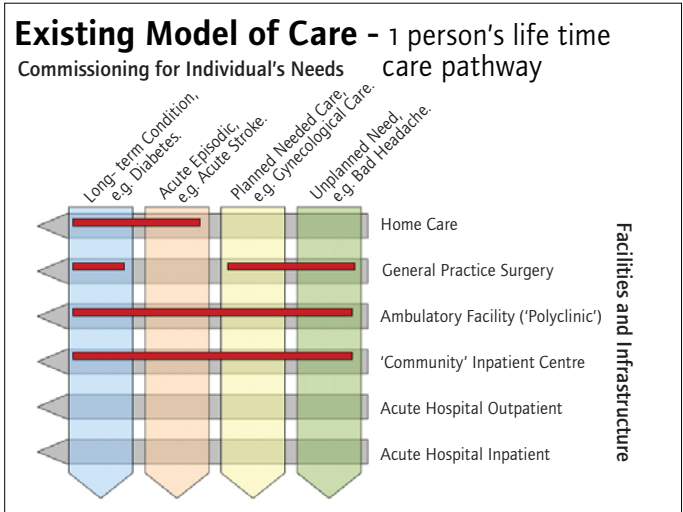 Existing Model of Care - 1 person's life time
Commissioning for Individual's Needs care pathway
Long- term Condition,
e.g. Diabetes.
Acute Episodic,
e.g. Acute Stroke.
Planned Needed Care,
e.g. Gynecological Care.
Unplanned Need,
e.g. Bad Headache.
Home Care
General Practice Surgery
Ambulatory Facility ('Polyclinic')
'Community' Inpatient Centre
Acute Hospital Outpatient
Acute Hospital Inpatient
Facilities and Infrastructure